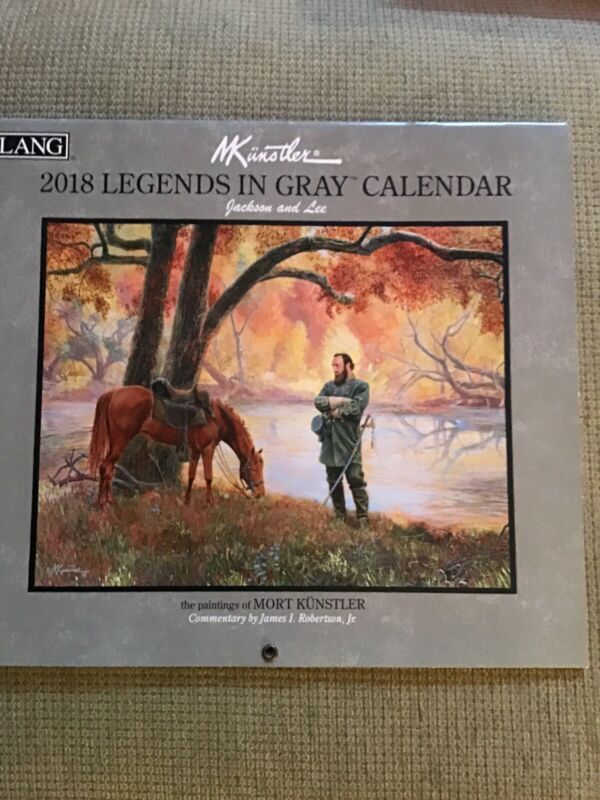 LANG®
MKünstler®
2018 LEGENDS IN GRAY™ CALENDAR
Jackson and Lee
MKünstler
the paintings of MORT KÜNSTLER
Commentary by James I. Robertson, Jr.